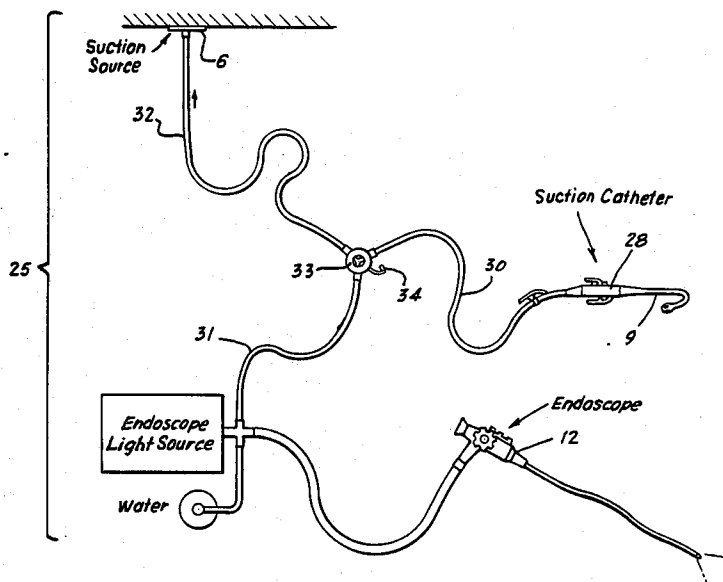 Suction
Source
6
32
Suction Catheter
28
25
33
34
30
9
31
Endoscope
Light Source
Endoscope
12
Water